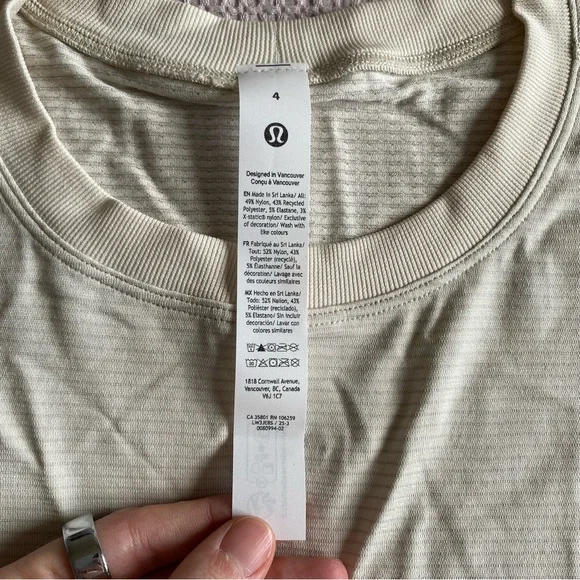 4
Designed in Vancouver
Conçu à Vancouver
EN Made in Sri Lanka/ All:
49% Nylon, 43% Recycled
Polyester, 5% Elastane, 3%
X-static® nylon/ Exclusive
of decoration/ Wash with
like colours
FR Fabriqué au Sri Lanka/
Tout: 52% Nylon, 43%
Polyester (recyclé),
5% Élasthanne/ Sauf la
décoration/ Lavage avec
des couleurs similaires
MX Hecho en Sri Lanka/
Todo: 52% Nailon, 43%
Poliéster (reciclado),
5% Elastano/ Sin incluir
decoración/ Lavar con
colores similares
1818 Cornwall Avenue,
Vancouver, BC, Canada
V6J 1C7
CA 35801 RN 106259
LW3JE8S / 25-3
0080994-02